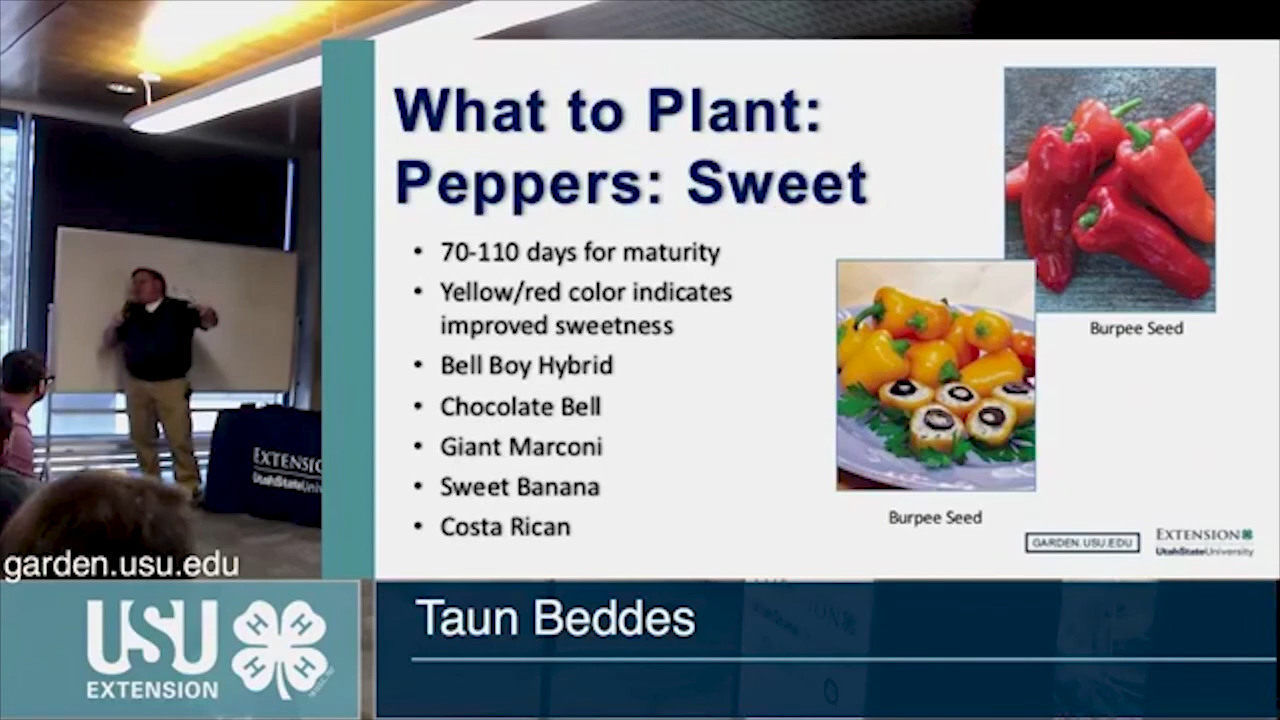 What to Plant:
Peppers: Sweet
• 70-110 days for maturity
• Yellow/red color indicates
improved sweetness
• Bell Boy Hybrid
• Chocolate Bell
• Giant Marconi
• Sweet Banana
• Costa Rican
Burpee Seed
Burpee Seed
GARDEN.USU.EDU
EXTENSION
UtahStateUniversity
EXTENSIO
UtahStateUni
garden.usu.edu
USU
EXTENSION
H H
H H
Taun Beddes